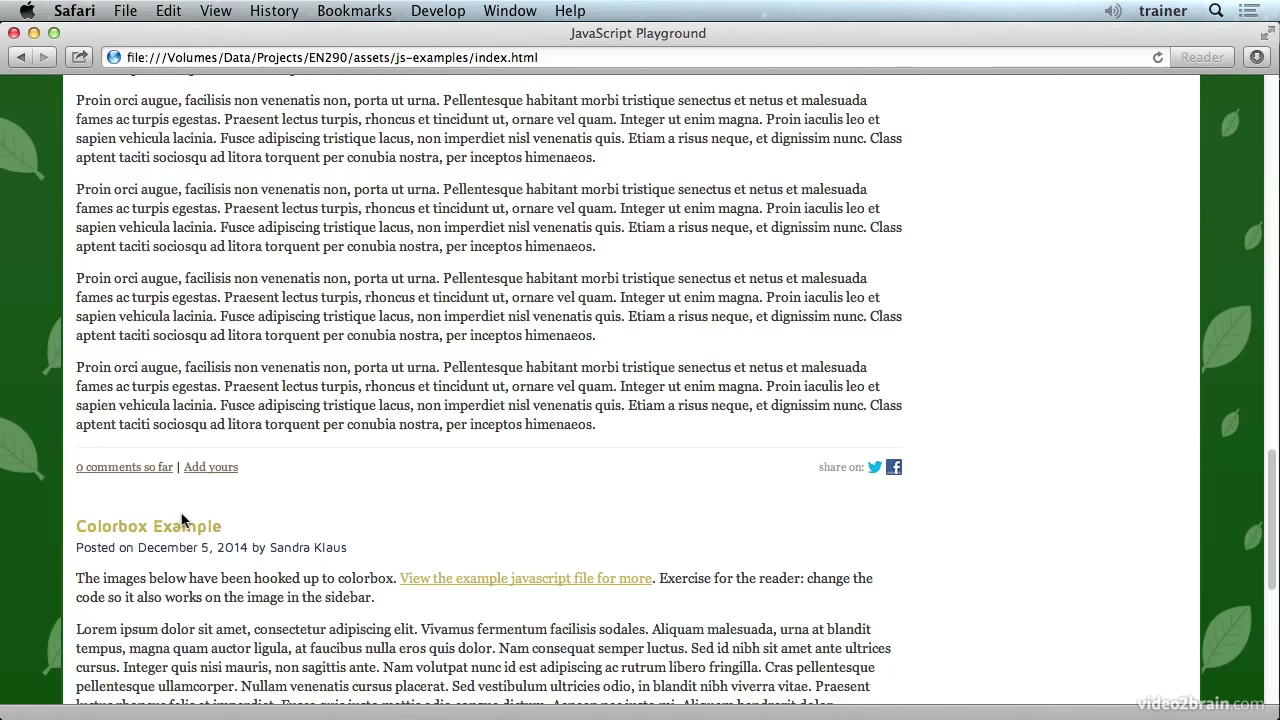 Safari File Edit View History Bookmarks Develop Window Help trainer
JavaScript Playground
file:///Volumes/Data/Projects/EN290/assets/js-examples/index.html Reader
Proin orci augue, facilisis non venenatis non, porta ut urna. Pellentesque habitant morbi tristique senectus et netus et malesuada
fames ac turpis egestas. Praesent lectus turpis, rhoncus et tincidunt ut, ornare vel quam. Integer ut enim magna. Proin iaculis leo et
sapien vehicula lacinia. Fusce adipiscing tristique lacus, non imperdiet nisl venenatis quis. Etiam a risus neque, et dignissim nunc. Class
aptent taciti sociosqu ad litora torquent per conubia nostra, per inceptos himenaeos.
Proin orci augue, facilisis non venenatis non, porta ut urna. Pellentesque habitant morbi tristique senectus et netus et malesuada
fames ac turpis egestas. Praesent lectus turpis, rhoncus et tincidunt ut, ornare vel quam. Integer ut enim magna. Proin iaculis leo et
sapien vehicula lacinia. Fusce adipiscing tristique lacus, non imperdiet nisl venenatis quis. Etiam a risus neque, et dignissim nunc. Class
aptent taciti sociosqu ad litora torquent per conubia nostra, per inceptos himenaeos.
Proin orci augue, facilisis non venenatis non, porta ut urna. Pellentesque habitant morbi tristique senectus et netus et malesuada
fames ac turpis egestas. Praesent lectus turpis, rhoncus et tincidunt ut, ornare vel quam. Integer ut enim magna. Proin iaculis leo et
sapien vehicula lacinia. Fusce adipiscing tristique lacus, non imperdiet nisl venenatis quis. Etiam a risus neque, et dignissim nunc. Class
aptent taciti sociosqu ad litora torquent per conubia nostra, per inceptos himenaeos.
Proin orci augue, facilisis non venenatis non, porta ut urna. Pellentesque habitant morbi tristique senectus et netus et malesuada
fames ac turpis egestas. Praesent lectus turpis, rhoncus et tincidunt ut, ornare vel quam. Integer ut enim magna. Proin iaculis leo et
sapien vehicula lacinia. Fusce adipiscing tristique lacus, non imperdiet nisl venenatis quis. Etiam a risus neque, et dignissim nunc. Class
aptent taciti sociosqu ad litora torquent per conubia nostra, per inceptos himenaeos.
0 comments so far | Add yours share on:
Colorbox Example
Posted on December 5, 2014 by Sandra Klaus
The images below have been hooked up to colorbox. View the example javascript file for more. Exercise for the reader: change the
code so it also works on the image in the sidebar.
Lorem ipsum dolor sit amet, consectetur adipiscing elit. Vivamus fermentum facilisis sodales. Aliquam malesuada, urna at blandit
tempus, magna quam auctor ligula, at faucibus nulla eros quis dolor. Nam consequat semper luctus. Sed id nibh sit amet ante ultrices
cursus. Integer quis nisi mauris, non sagittis ante. Nam volutpat nunc id est adipiscing ac rutrum libero fringilla. Cras pellentesque
pellentesque ullamcorper. Nullam venenatis cursus placerat. Sed vestibulum ultricies odio, in blandit nibh viverra vitae. Praesent
video2brain.com